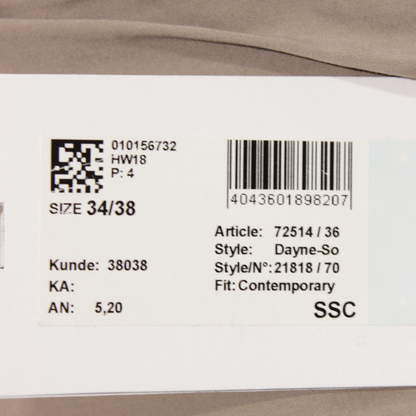 010156732
HW18
P: 4
SIZE 34/38
4043601898207
Article: 72514 / 36
Style: Dayne-So
Style/N°: 21818 / 70
Fit: Contemporary
Kunde: 38038
KA:
AN: 5,20
SSC